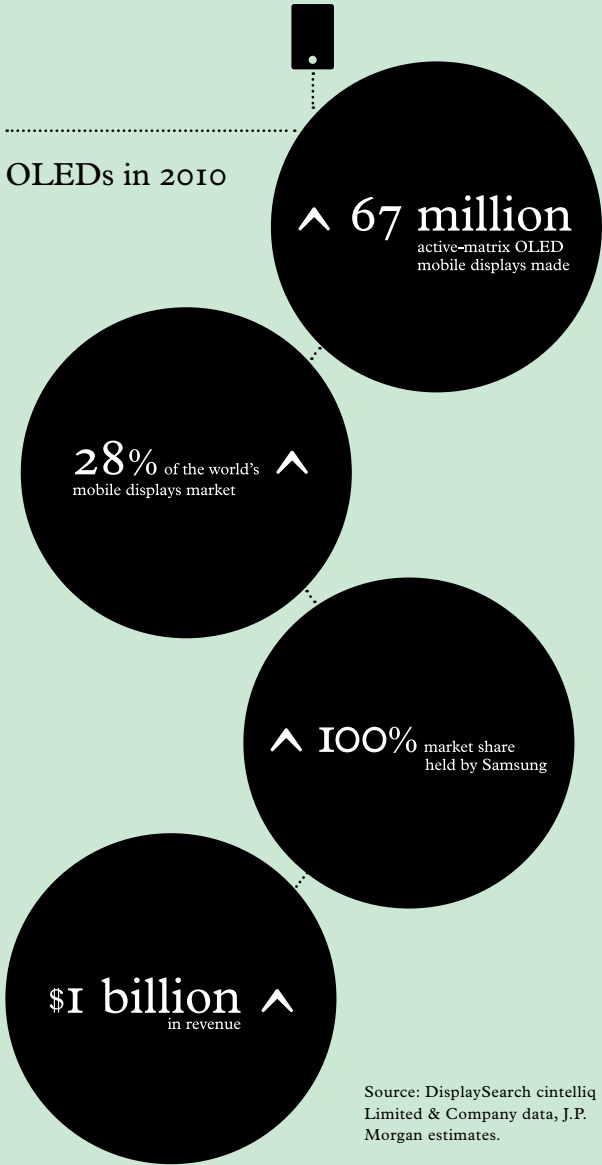 OLEDs in 2010
67 million
active-matrix OLED
mobile displays made
28% of the world's
mobile displays market
100% market share
held by Samsung
$1 billion
in revenue
Source: DisplaySearch cintelliq
Limited & Company data, J.P.
Morgan estimates.